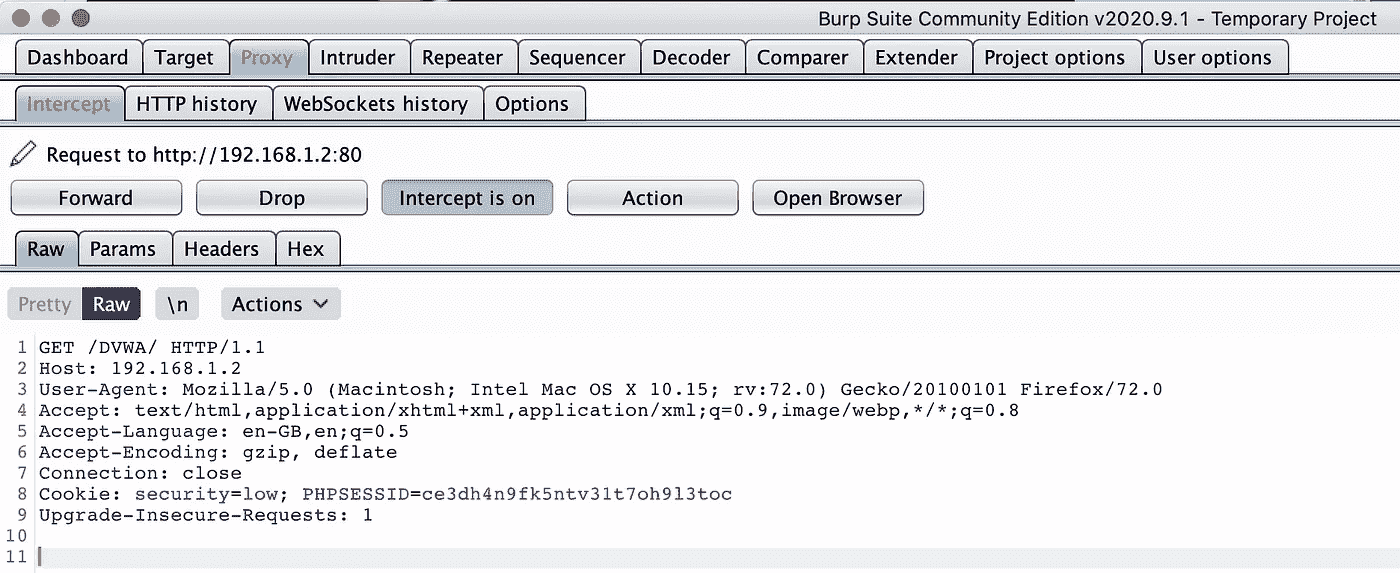 Burp Suite Community Edition v2020.9.1 - Temporary Project
Dashboard Target Proxy Intruder Repeater Sequencer Decoder Comparer Extender Project options User options
Intercept HTTP history WebSockets history Options
Request to http://192.168.1.2:80
Forward Drop Intercept is on Action Open Browser
Raw Params Headers Hex
Pretty Raw \n Actions
1 GET /DVWA/ HTTP/1.1
2 Host: 192.168.1.2
3 User-Agent: Mozilla/5.0 (Macintosh; Intel Mac OS X 10.15; rv:72.0) Gecko/20100101 Firefox/72.0
4 Accept: text/html,application/xhtml+xml,application/xml;q=0.9,image/webp,*/*;q=0.8
5 Accept-Language: en-GB,en;q=0.5
6 Accept-Encoding: gzip, deflate
7 Connection: close
8 Cookie: security=low; PHPSESSID=ce3dh4n9fk5ntv31t7oh9l3toc
9 Upgrade-Insecure-Requests: 1
10
11